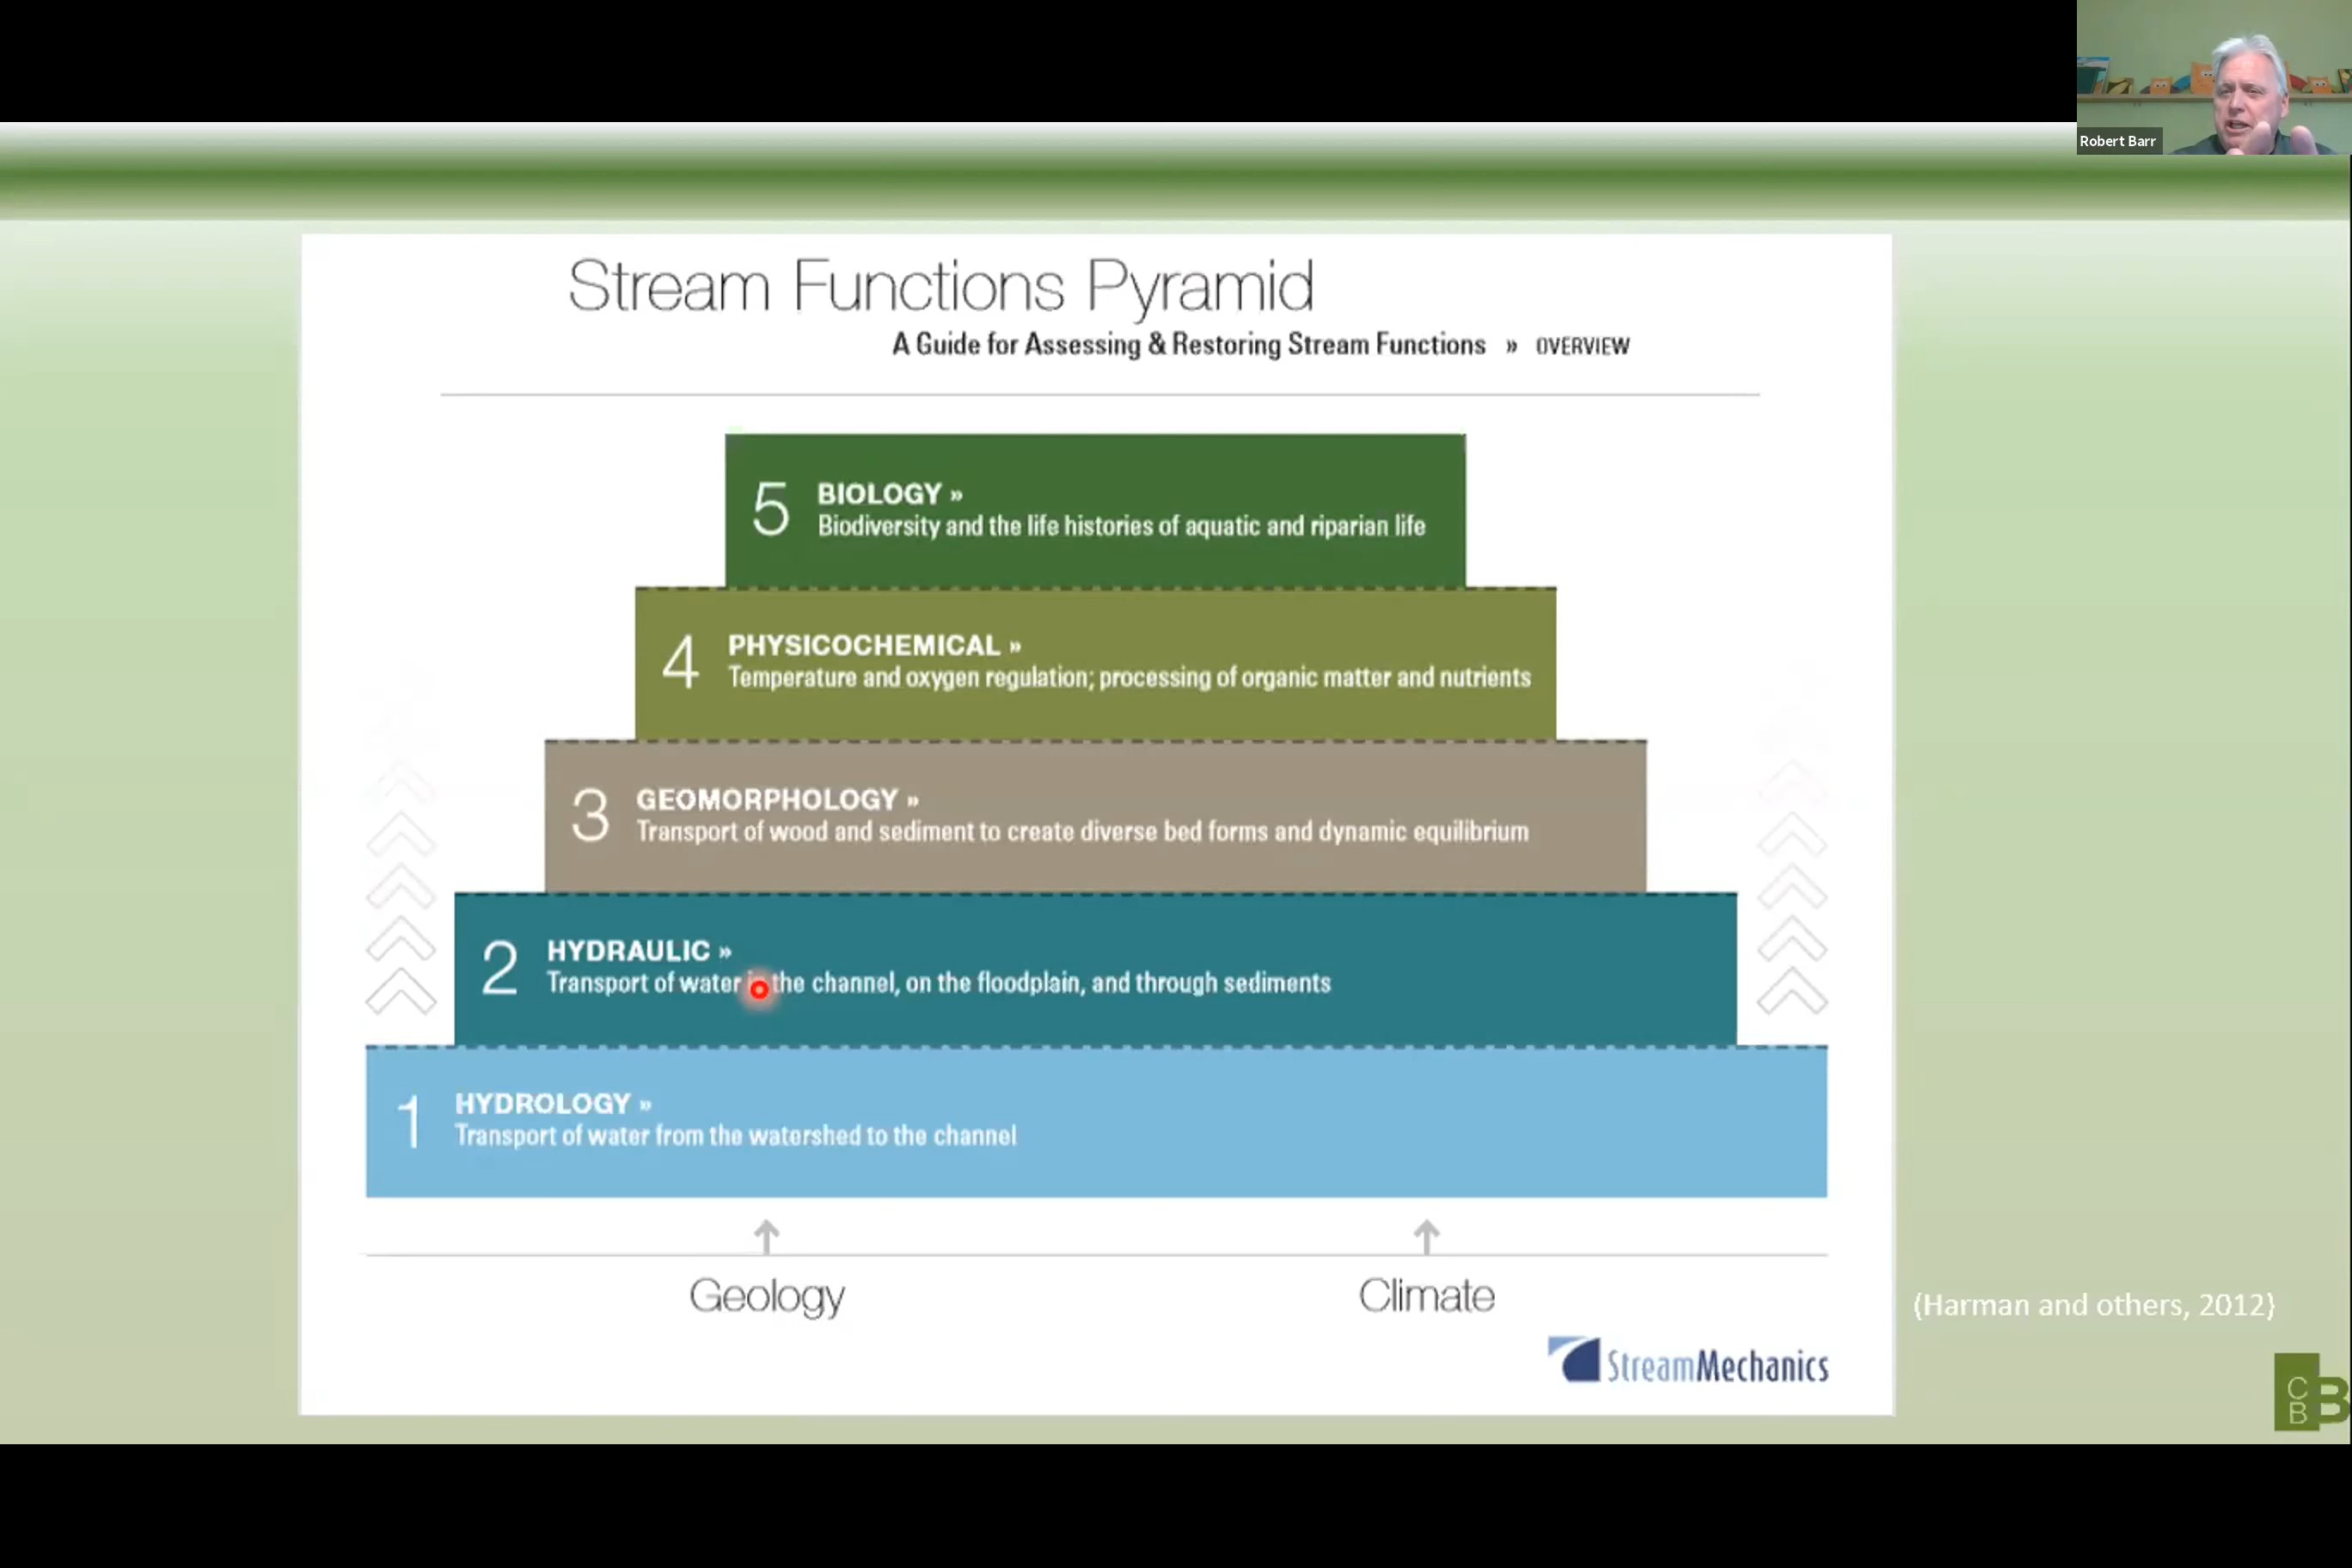 Robert Barr
Stream Functions Pyramid
A Guide for Assessing & Restoring Stream Functions » OVERVIEW
5
BIOLOGY »
Biodiversity and the life histories of aquatic and riparian life
4
PHYSICOCHEMICAL »
Temperature and oxygen regulation; processing of organic matter and nutrients
3
GEOMORPHOLOGY »
Transport of wood and sediment to create diverse bed forms and dynamic equilibrium
2
HYDRAULIC »
Transport of water the channel, on the floodplain, and through sediments
1
HYDROLOGY »
Transport of water from the watershed to the channel
Geology
Climate
(Harman and others, 2012)
StreamMechanics
C
B
B